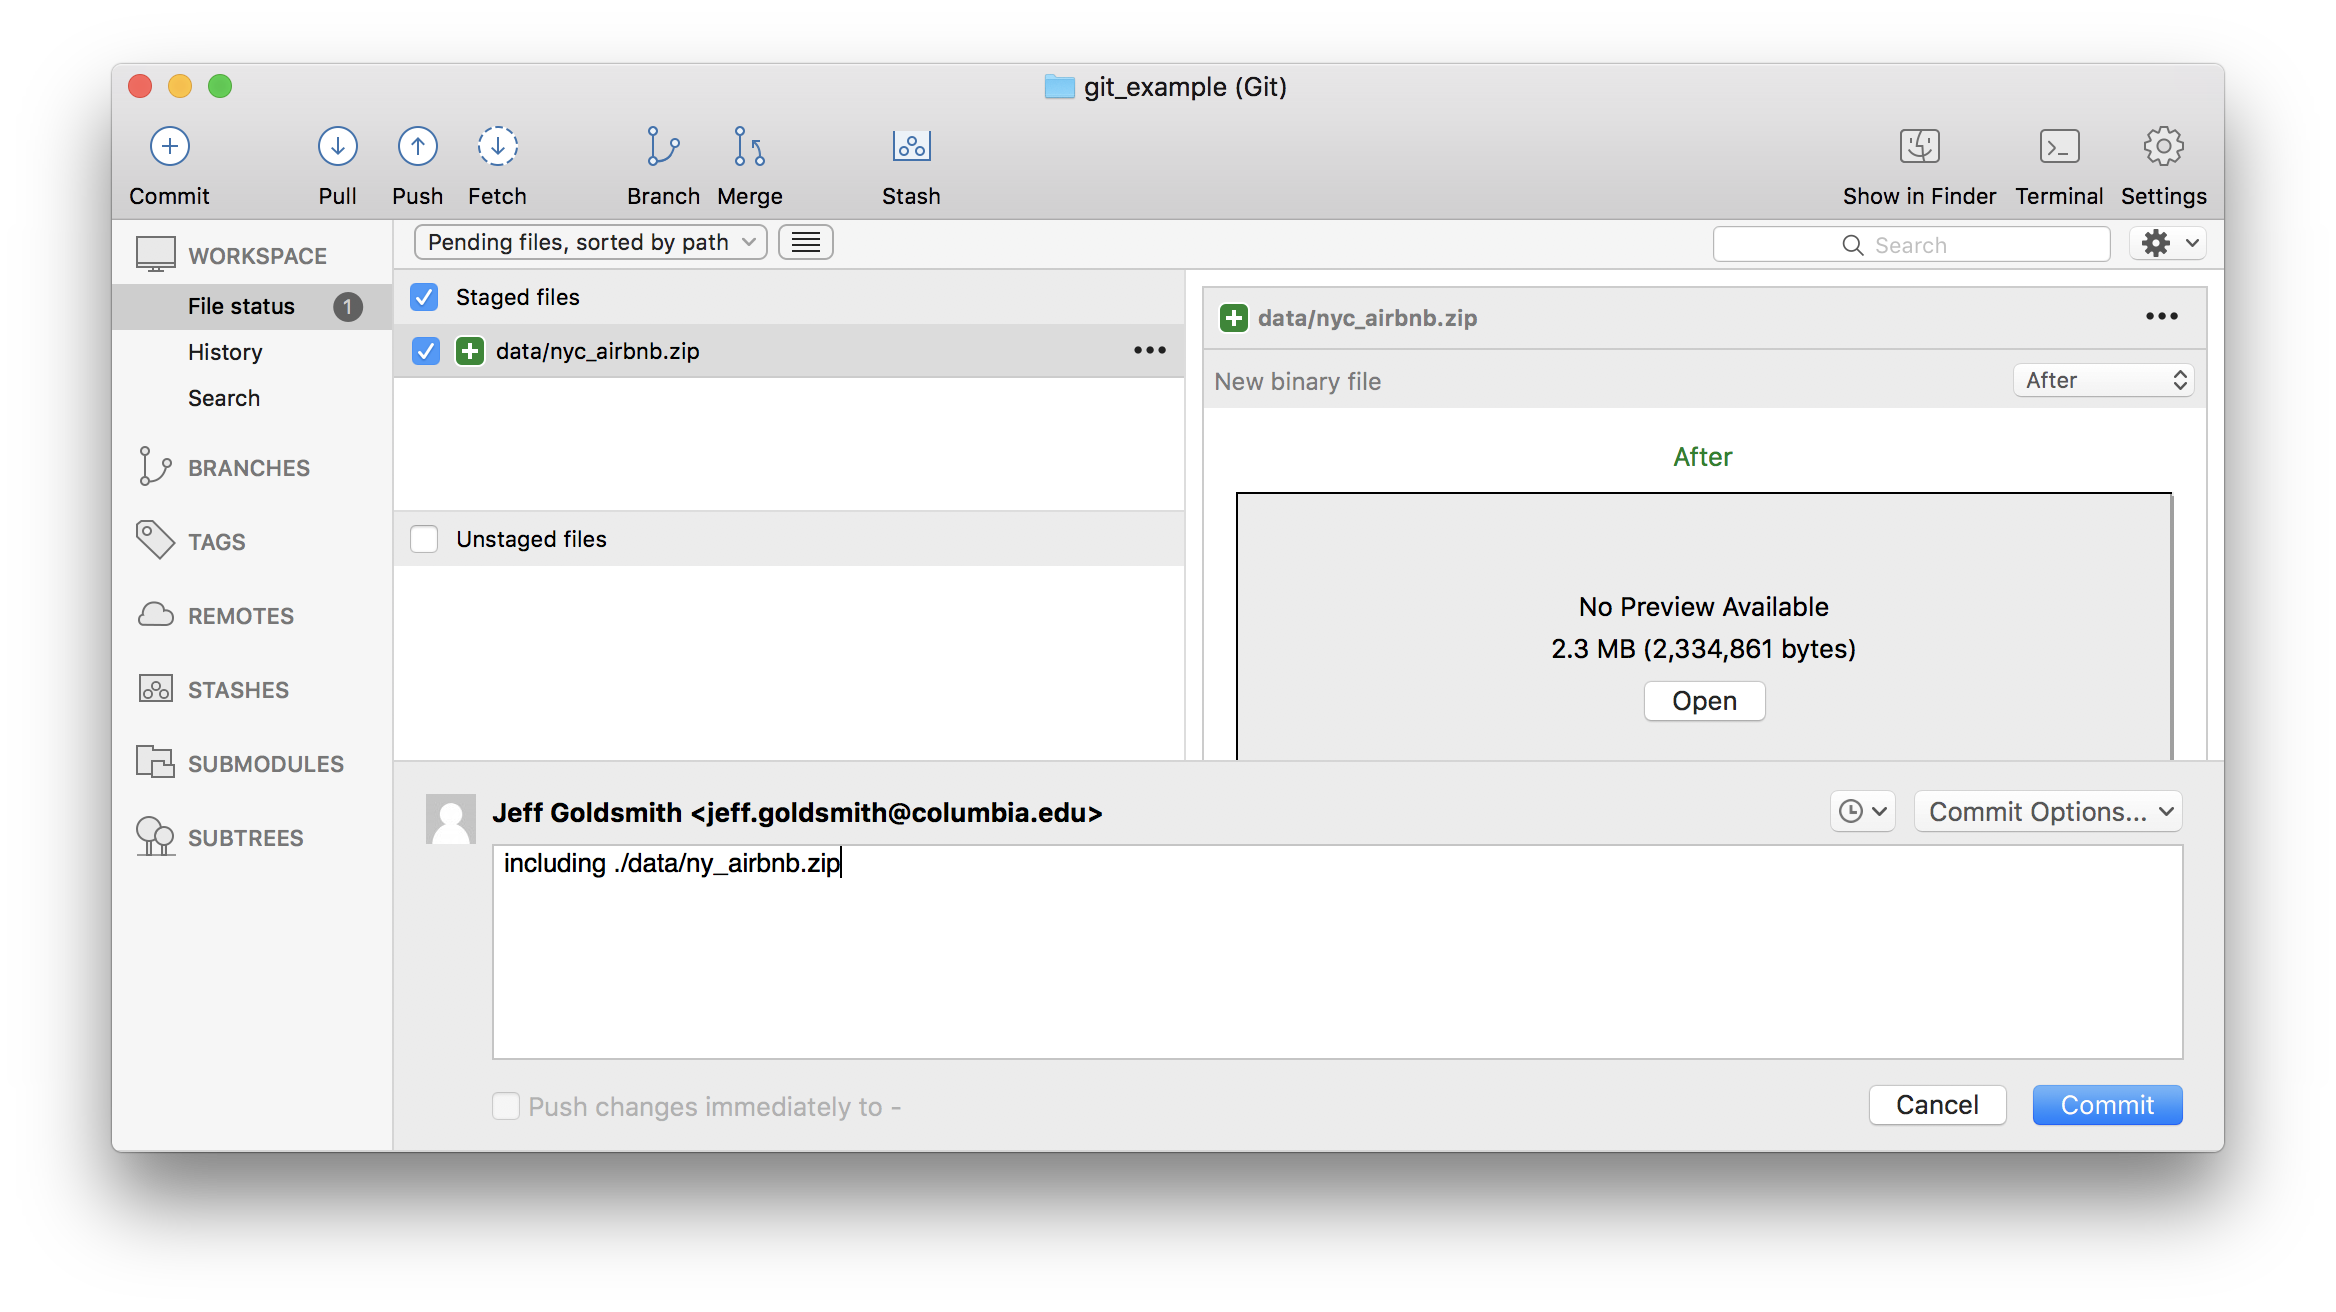 git_example (Git)
Commit Pull Push Fetch Branch Merge Stash Show in Finder Terminal Settings
WORKSPACE
File status 1
History
Search
BRANCHES
TAGS
REMOTES
STASHES
SUBMODULES
SUBTREES
Pending files, sorted by path
Search
Staged files
data/nyc_airbnb.zip
Unstaged files
data/nyc_airbnb.zip
New binary file After
After
No Preview Available
2.3 MB (2,334,861 bytes)
Open
Jeff Goldsmith <jeff.goldsmith@columbia.edu>
Commit Options...
including ./data/ny_airbnb.zip
Push changes immediately to -
Cancel Commit